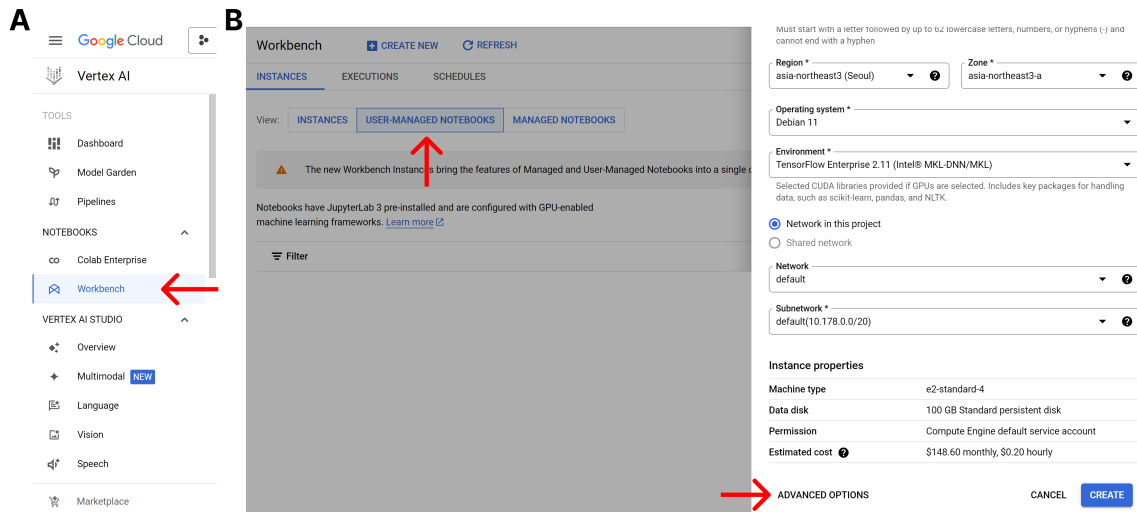 A
Google Cloud
Vertex AI
TOOLS
Dashboard
Model Garden
Pipelines
NOTEBOOKS
Colab Enterprise
Workbench
VERTEX AI STUDIO
Overview
Multimodal NEW
Language
Vision
Speech
Marketplace
B
Workbench CREATE NEW REFRESH
INSTANCES EXECUTIONS SCHEDULES
View: INSTANCES USER-MANAGED NOTEBOOKS MANAGED NOTEBOOKS
The new Workbench Instances bring the features of Managed and User-Managed Notebooks into a single
Notebooks have JupyterLab 3 pre-installed and are configured with GPU-enabled
machine learning frameworks. Learn more
Filter
Must start with a letter followed by up to 62 lowercase letters, numbers, or hyphens (-) and
cannot end with a hyphen
Region * Zone *
asia-northeast3 (Seoul) asia-northeast3-a
Operating system *
Debian 11
Environment *
TensorFlow Enterprise 2.11 (Intel® MKL-DNN/MKL)
Selected CUDA libraries provided if GPUs are selected. Includes key packages for handling
data, such as scikit-learn, pandas, and NLTK.
Network in this project
Shared network
Network
default
Subnetwork *
default(10.178.0.0/20)
Instance properties
Machine type e2-standard-4
Data disk 100 GB Standard persistent disk
Permission Compute Engine default service account
Estimated cost $148.60 monthly, $0.20 hourly
ADVANCED OPTIONS CANCEL CREATE